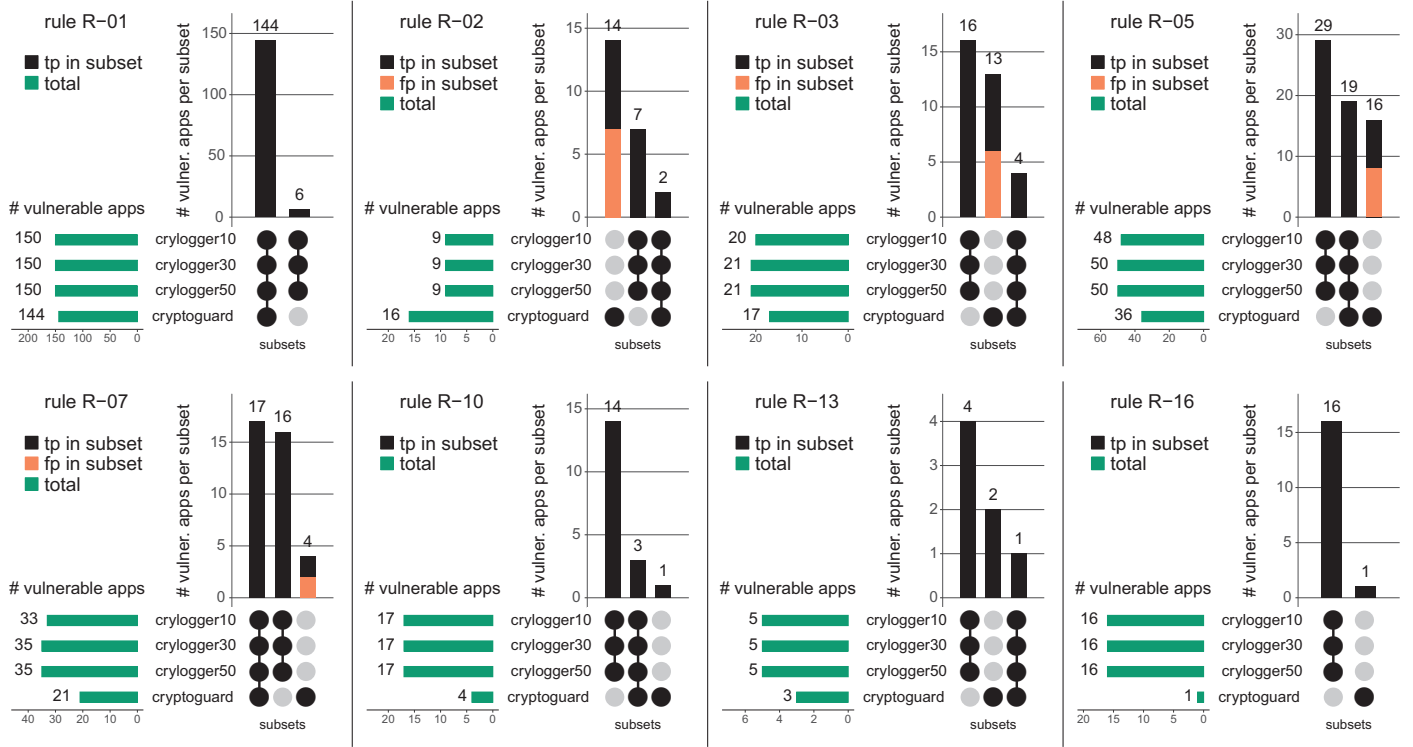 rule R−01
tp in subset
total
# vulner. apps per subset
150
100
50
0
144
6
# vulnerable apps
150 crylogger10
150 crylogger30
150 crylogger50
144 cryptoguard
200 150 100 50 0
subsets
rule R−02
tp in subset
fp in subset
total
# vulner. apps per subset
15
10
5
0
14
7
2
# vulnerable apps
9 crylogger10
9 crylogger30
9 crylogger50
16 cryptoguard
20 15 10 5 0
subsets
rule R−03
tp in subset
fp in subset
total
# vulner. apps per subset
15
10
5
0
16
13
4
# vulnerable apps
20 crylogger10
21 crylogger30
21 crylogger50
17 cryptoguard
20 10 0
subsets
rule R−05
tp in subset
fp in subset
total
# vulner. apps per subset
30
20
10
0
29
19
16
# vulnerable apps
48 crylogger10
50 crylogger30
50 crylogger50
36 cryptoguard
60 40 20 0
subsets
rule R−07
tp in subset
fp in subset
total
# vulner. apps per subset
15
10
5
0
17
16
4
# vulnerable apps
33 crylogger10
35 crylogger30
35 crylogger50
21 cryptoguard
40 30 20 10 0
subsets
rule R−10
tp in subset
total
# vulner. apps per subset
15
10
5
0
14
3
1
# vulnerable apps
17 crylogger10
17 crylogger30
17 crylogger50
4 cryptoguard
20 15 10 5 0
subsets
rule R−13
tp in subset
total
# vulner. apps per subset
4
3
2
1
0
4
2
1
# vulnerable apps
5 crylogger10
5 crylogger30
5 crylogger50
3 cryptoguard
6 4 2 0
subsets
rule R−16
tp in subset
total
# vulner. apps per subset
15
10
5
0
16
1
# vulnerable apps
16 crylogger10
16 crylogger30
16 crylogger50
1 cryptoguard
20 15 10 5 0
subsets